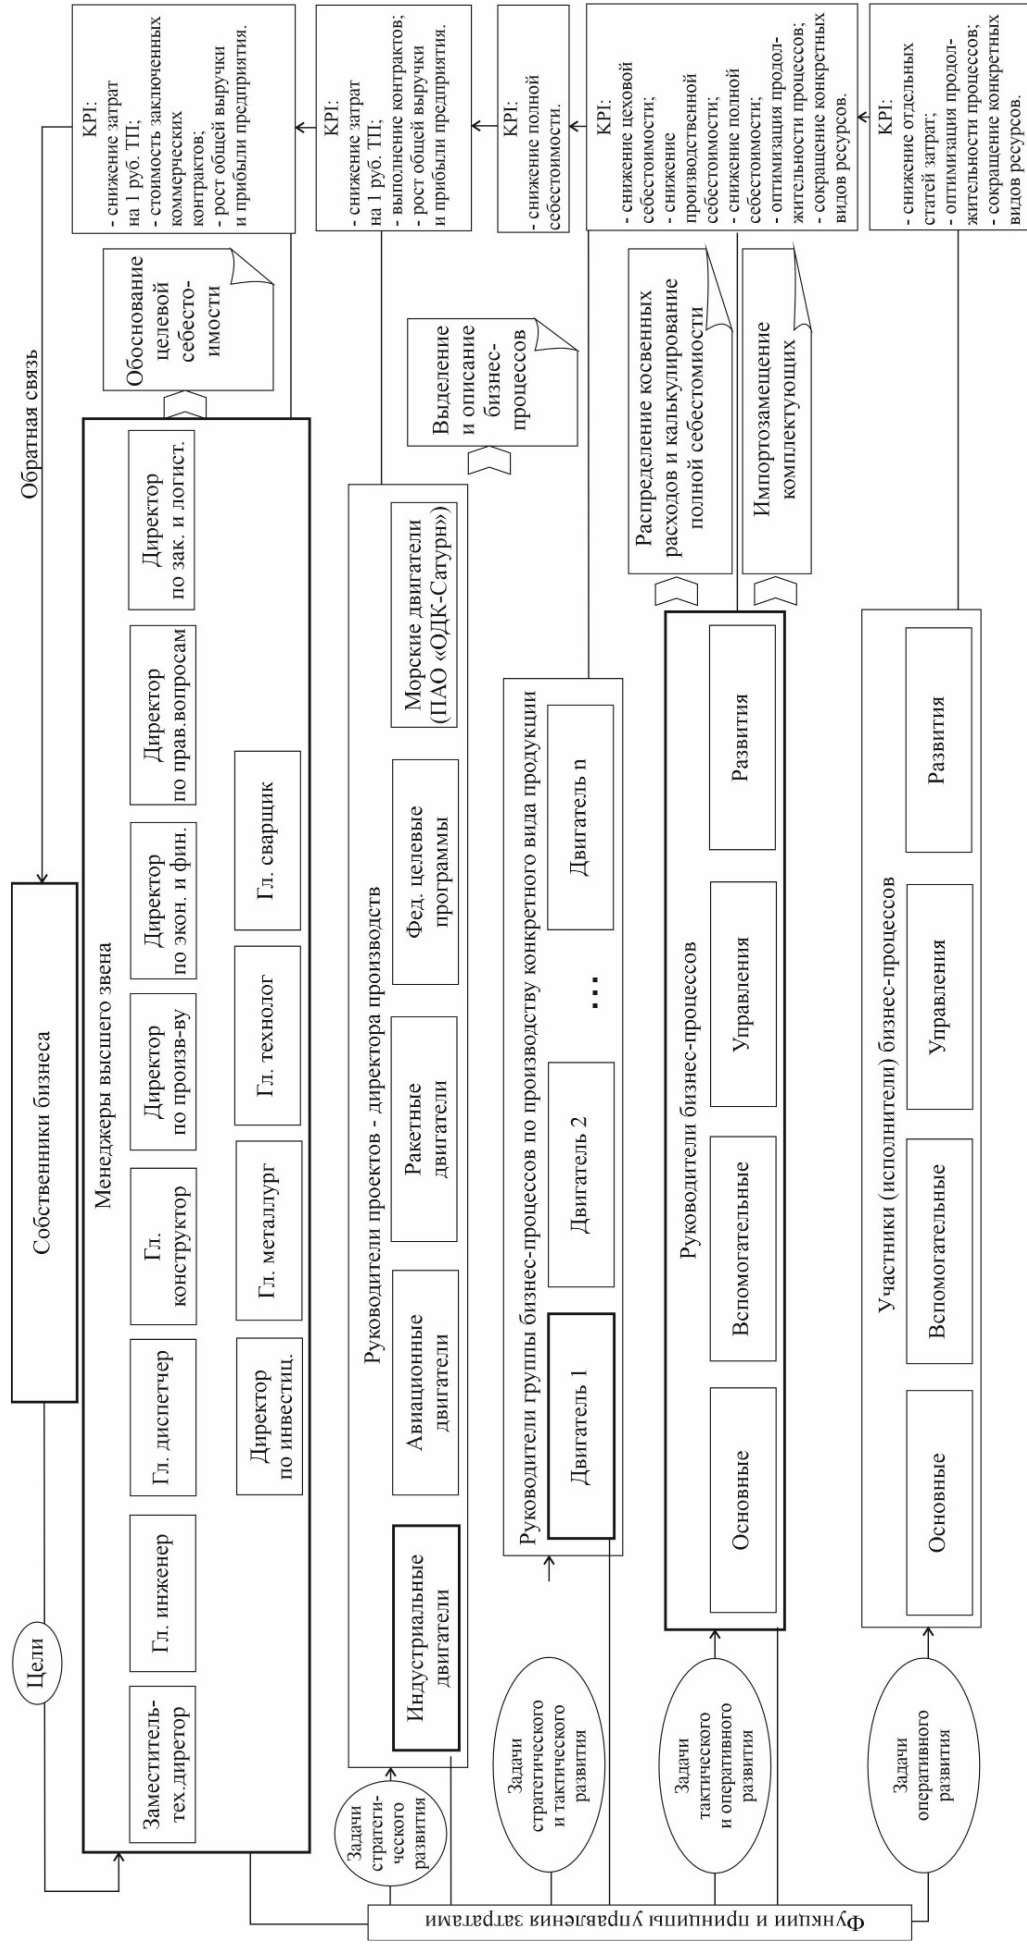 Обратная связь
Цели
Собственники бизнеса
Менеджеры высшего звена
Заместитель-
тех.диретор
Гл. инженер
Гл. диспетчер
Гл.
конструктор
Директор
по произв-ву
Директор
по экон. и фин.
Директор
по прав.вопросам
Директор
по зак. и логист.
Директор
по инвестиц.
Гл. металлург
Гл. технолог
Гл. сварщик
Обоснование
целевой
себесто-
имости
KPI:
- снижение затрат
на 1 руб. ТП;
- стоимость заключенных
коммерческих
контрактов;
- рост общей выручки
и прибыли предприятия.
Задачи
стратеги-
ческого
развития
Руководители проектов - директора производств
Индустриальные
двигатели
Авиационные
двигатели
Ракетные
двигатели
Фед. целевые
программы
Морские двигатели
(ПАО «ОДК-Сатурн»)
Выделение
и описание
бизнес-
процессов
KPI:
- снижение затрат
на 1 руб. ТП;
- выполнение контрактов;
- рост общей выручки
и прибыли предприятия.
Задачи
стратегического
и тактического
развития
Руководители группы бизнес-процессов по производству конкретного вида продукции
Двигатель 1
Двигатель 2
...
Двигатель n
KPI:
- снижение полной
себестоимости.
Задачи
тактического
и оперативного
развития
Руководители бизнес-процессов
Основные
Вспомогательные
Управления
Развития
Распределение косвенных
расходов и калькулирование
полной себестомиости
Импортозамещение
комплектующих
KPI:
- снижение цеховой
себестоимости;
- снижение
производственной
себестоимости;
- снижение полной
себестоимости;
- оптимизация продол-
жительности процессов;
- сокращение конкретных
видов ресурсов.
Задачи
оперативного
развития
Участники (исполнители) бизнес-процессов
Основные
Вспомогательные
Управления
Развития
KPI:
- снижение отдельных
статей затрат;
- оптимизация продол-
жительности процессов;
- сокращение конкретных
видов ресурсов.
Функции и принципы управления затратами